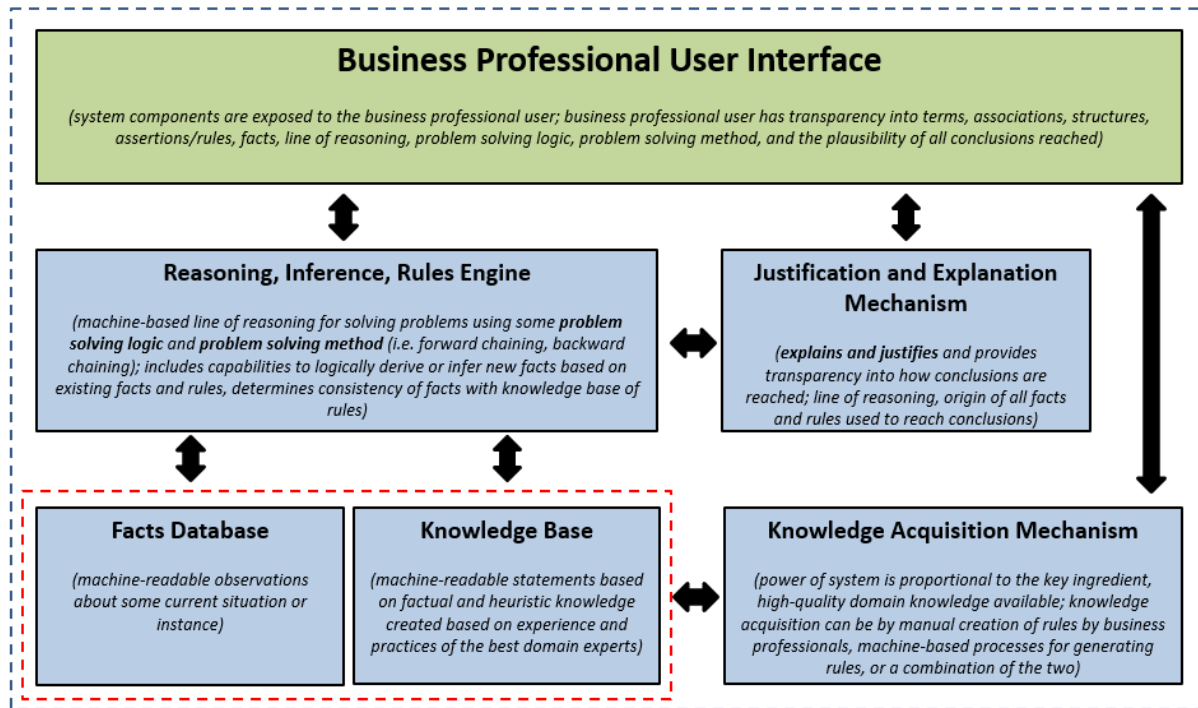 Business Professional User Interface
(system components are exposed to the business professional user; business professional user has transparency into terms, associations, structures,
assertions/rules, facts, line of reasoning, problem solving logic, problem solving method, and the plausibility of all conclusions reached)
Reasoning, Inference, Rules Engine
(machine-based line of reasoning for solving problems using some problem
solving logic and problem solving method (i.e. forward chaining, backward
chaining); includes capabilities to logically derive or infer new facts based on
existing facts and rules, determines consistency of facts with knowledge base of
rules)
Justification and Explanation
Mechanism
(explains and justifies and provides
transparency into how conclusions are
reached; line of reasoning, origin of all facts
and rules used to reach conclusions)
Facts Database
(machine-readable observations
about some current situation or
instance)
Knowledge Base
(machine-readable statements based
on factual and heuristic knowledge
created based on experience and
practices of the best domain experts)
Knowledge Acquisition Mechanism
(power of system is proportional to the key ingredient,
high-quality domain knowledge available; knowledge
acquisition can be by manual creation of rules by business
professionals, machine-based processes for generating
rules, or a combination of the two)